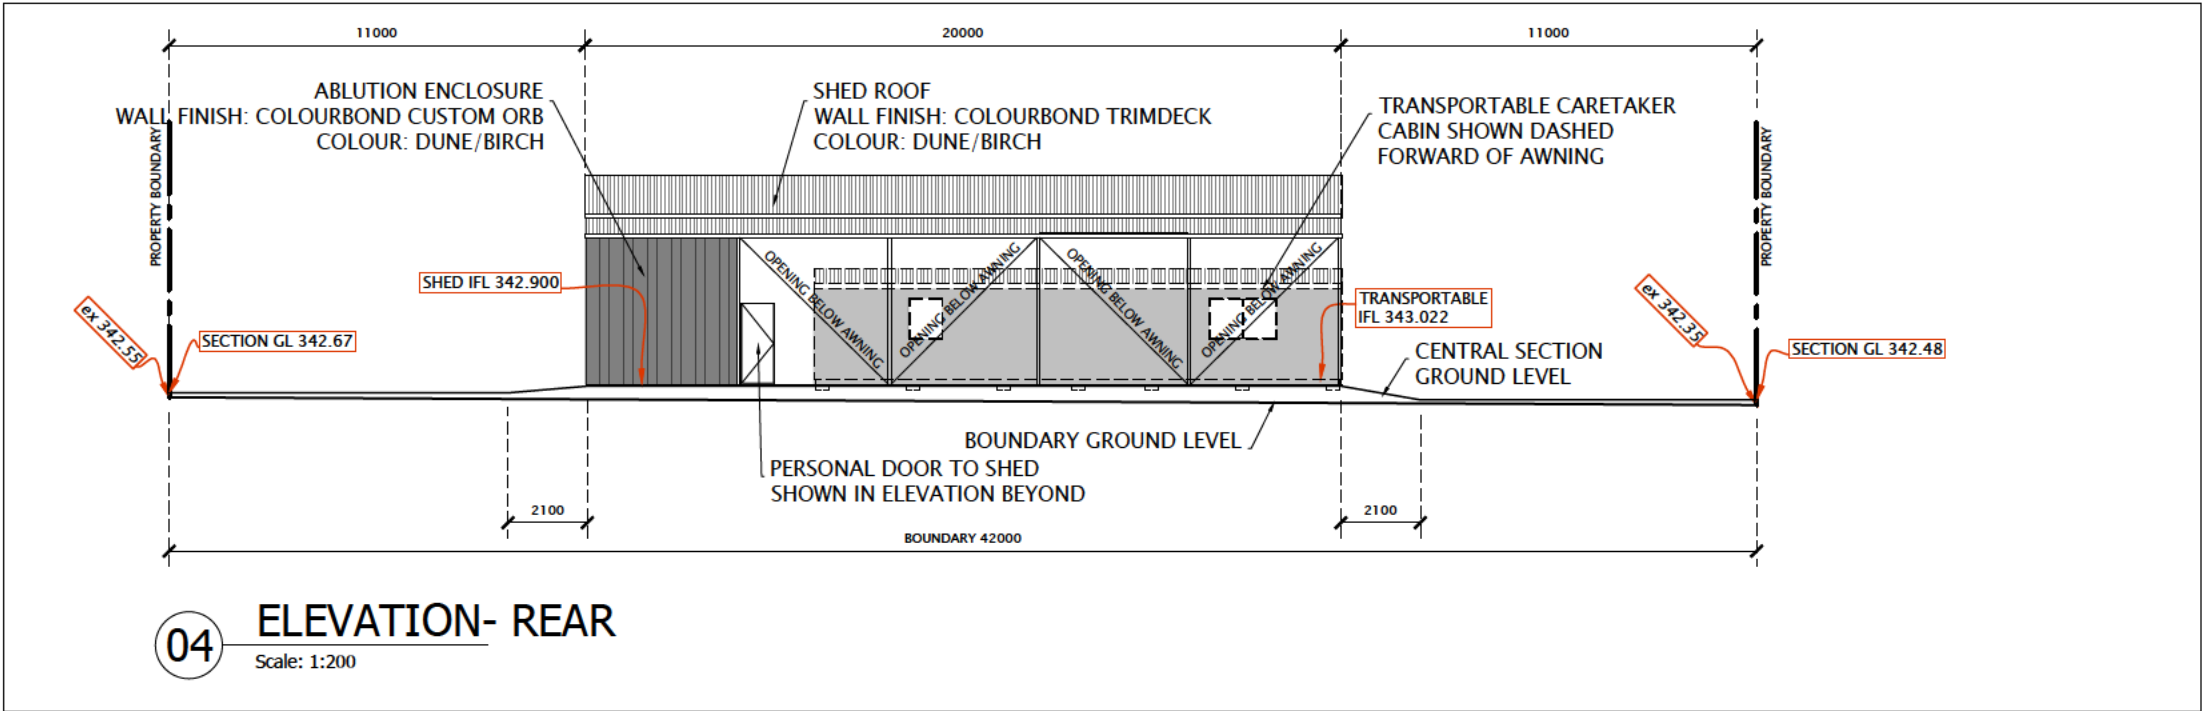 11000
20000
11000
ABLUTION ENCLOSURE
WALL FINISH: COLOURBOND CUSTOM ORB
COLOUR: DUNE/BIRCH
SHED ROOF
WALL FINISH: COLOURBOND TRIMDECK
COLOUR: DUNE/BIRCH
TRANSPORTABLE CARETAKER
CABIN SHOWN DASHED
FORWARD OF AWNING
PROPERTY BOUNDARY
PROPERTY BOUNDARY
OPENING BELOW AWNING
OPENING BELOW AWNING
OPENING BELOW AWNING
OPENING BELOW AWNING
SHED IFL 342.900
TRANSPORTABLE
IFL 343.022
ex 342.55
SECTION GL 342.67
ex 342.35
SECTION GL 342.48
CENTRAL SECTION
GROUND LEVEL
BOUNDARY GROUND LEVEL
PERSONAL DOOR TO SHED
SHOWN IN ELEVATION BEYOND
2100
2100
BOUNDARY 42000
04
ELEVATION- REAR
Scale: 1:200